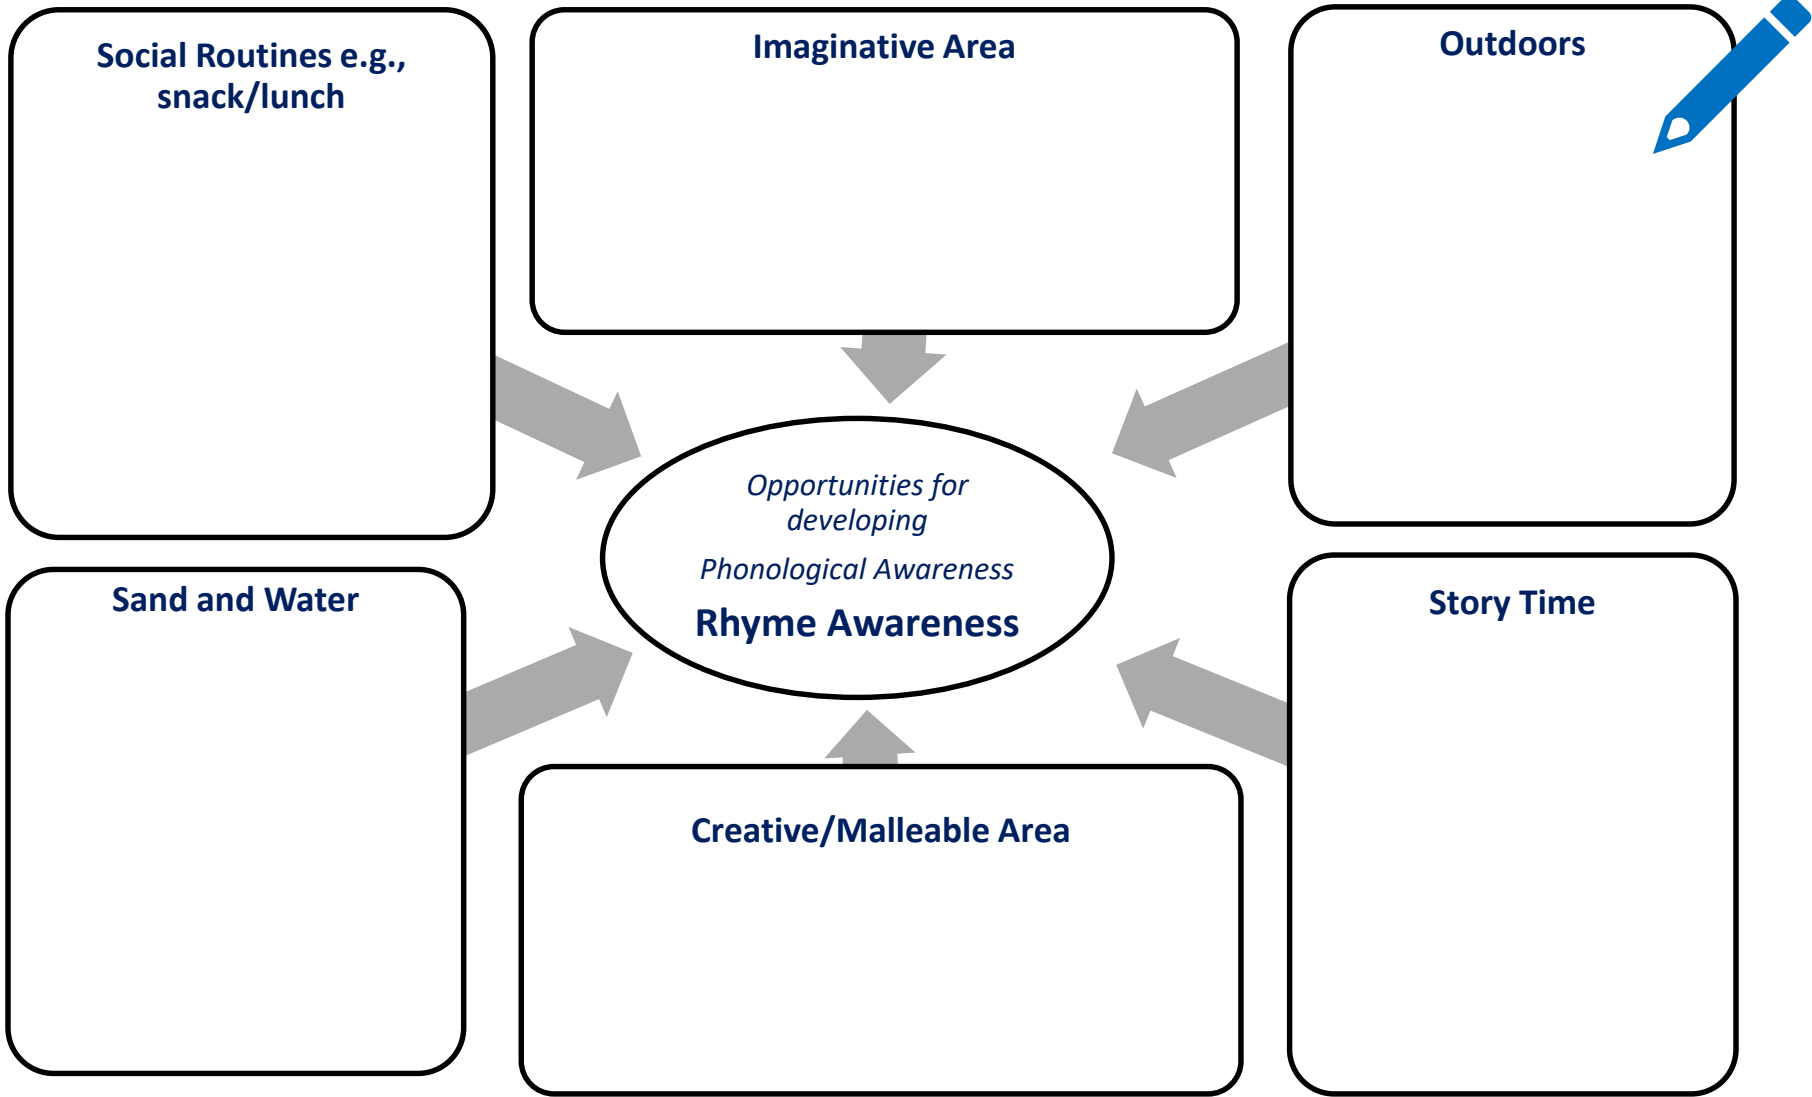 Social Routines e.g.,
snack/lunch
Imaginative Area
Outdoors
Opportunities for
developing
Phonological Awareness
Rhyme Awareness
Sand and Water
Story Time
Creative/Malleable Area